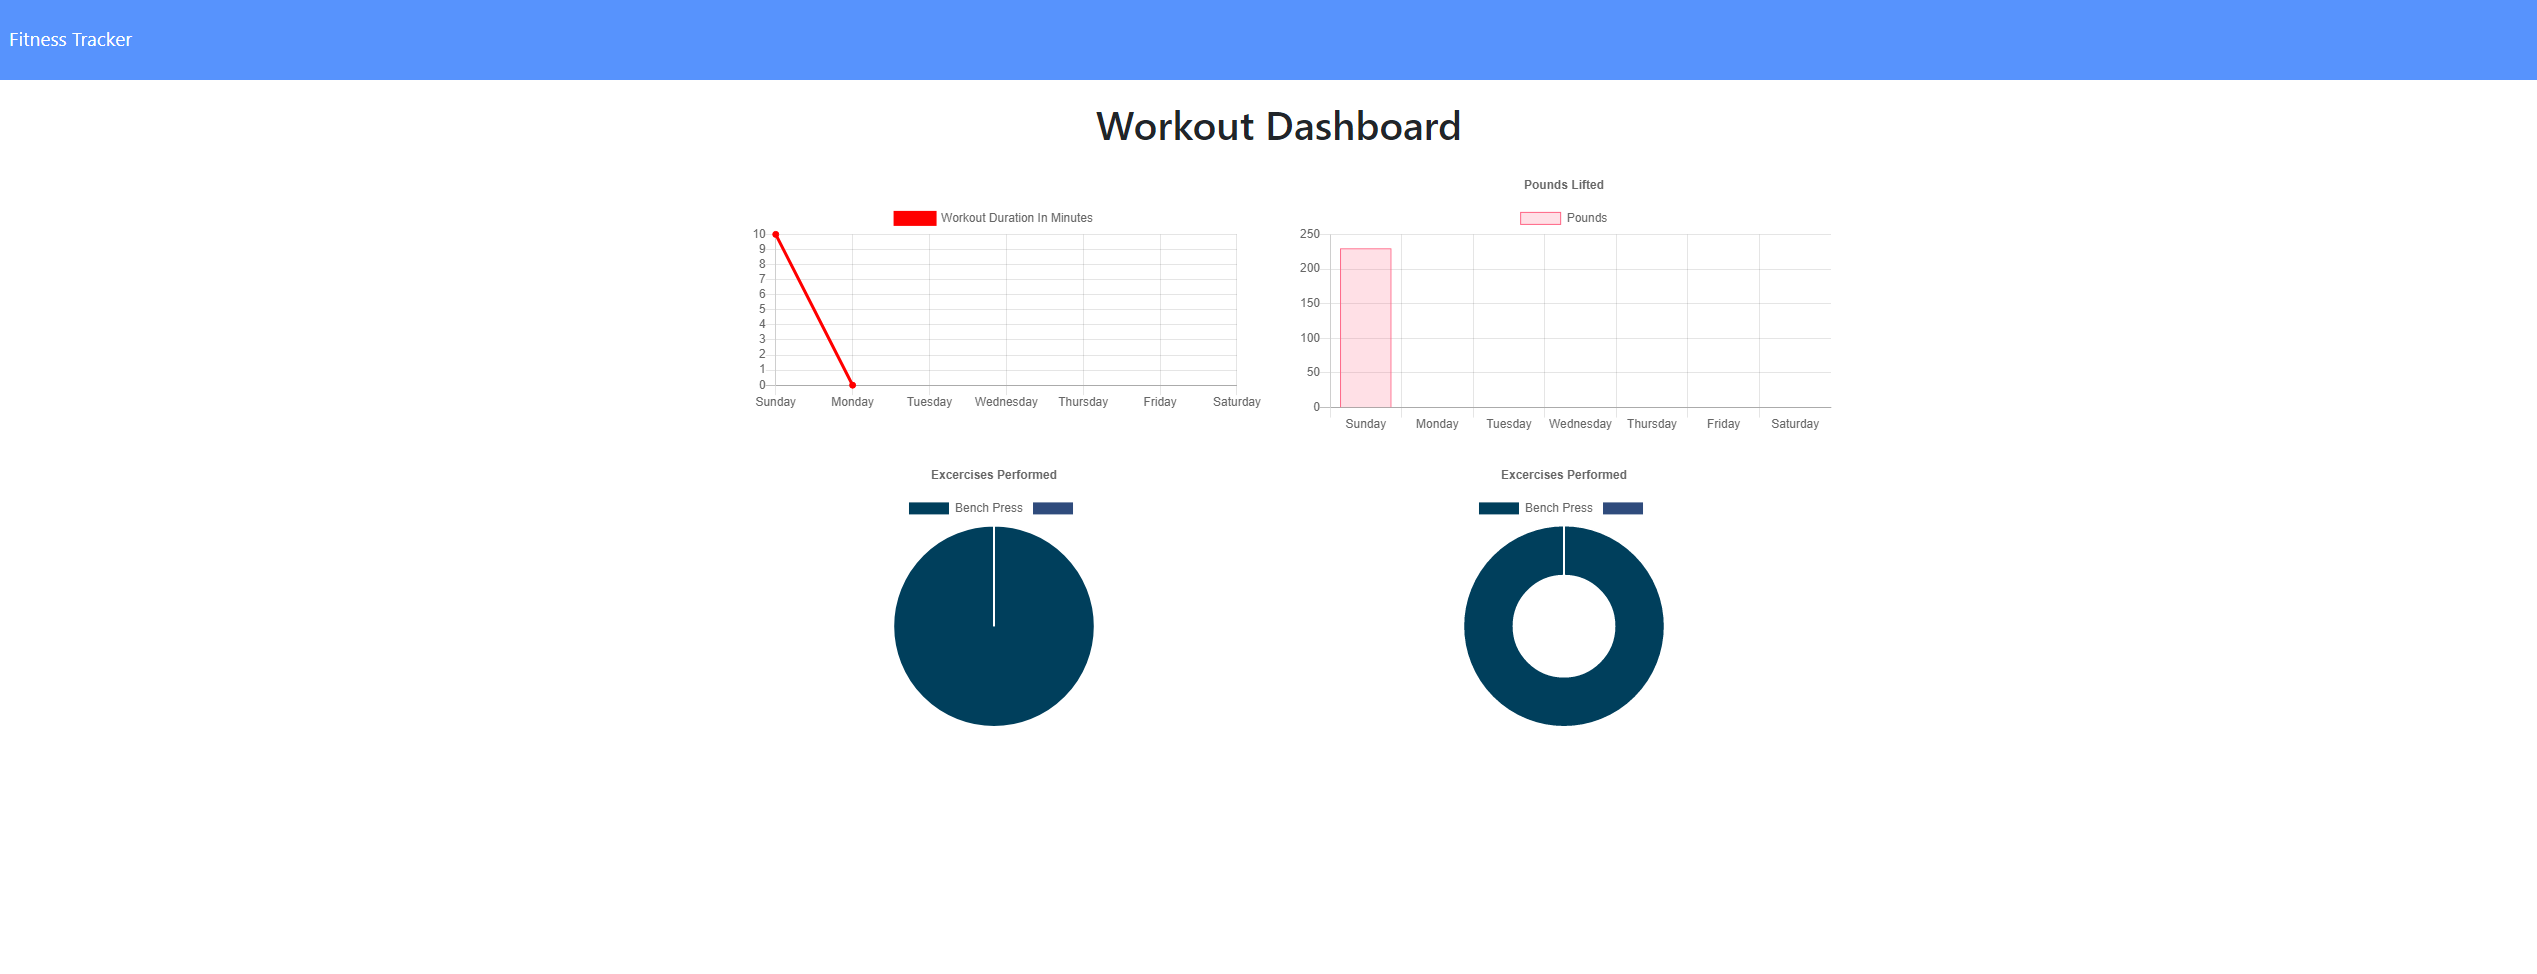 Fitness Tracker
Workout Dashboard
Workout Duration In Minutes
10
9
8
7
6
5
4
3
2
1
0
Sunday Monday Tuesday Wednesday Thursday Friday Saturday
Pounds Lifted
Pounds
250
200
150
100
50
0
Sunday Monday Tuesday Wednesday Thursday Friday Saturday
Excercises Performed
Bench Press
Excercises Performed
Bench Press